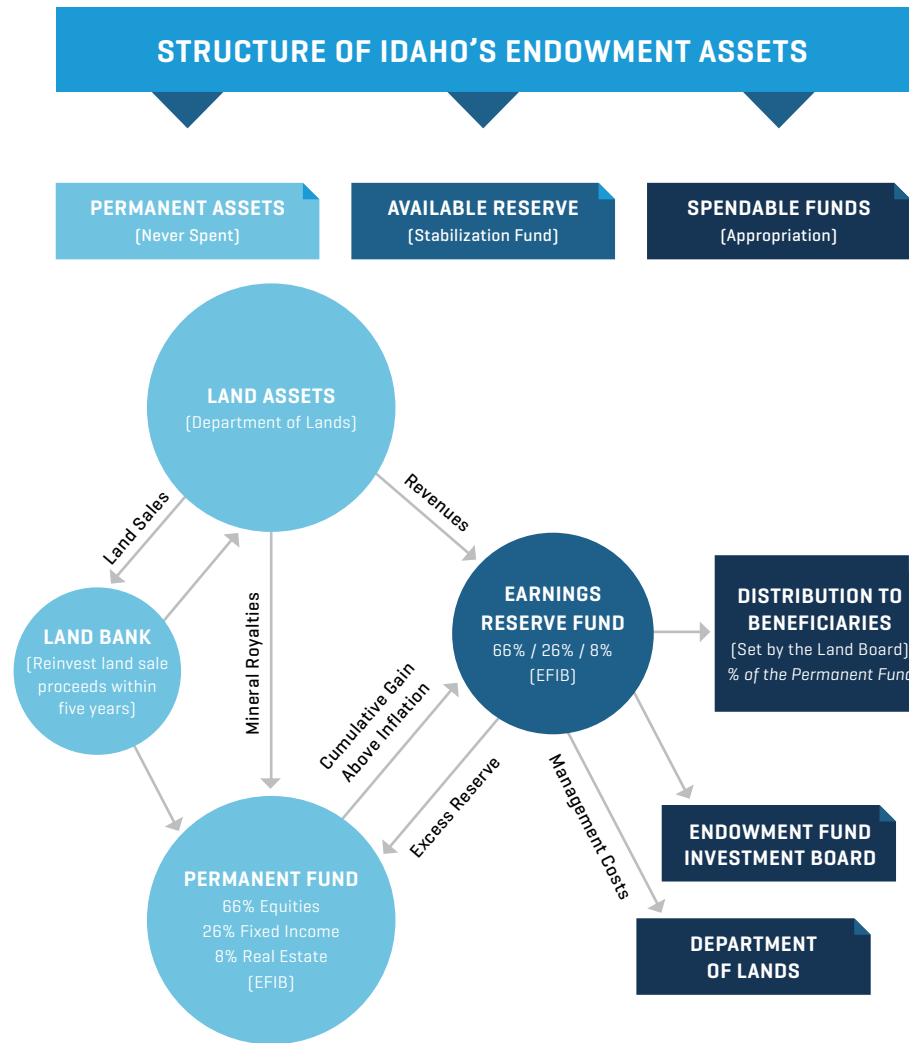 STRUCTURE OF IDAHO'S ENDOWMENT ASSETS
PERMANENT ASSETS
(Never Spent)
AVAILABLE RESERVE
(Stabilization Fund)
SPENDABLE FUNDS
(Appropriation)
LAND ASSETS
(Department of Lands)
Land Sales
Revenues
Mineral Royalties
LAND BANK
(Reinvest land sale
proceeds within
five years)
EARNINGS
RESERVE FUND
66% / 26% / 8%
(EFIB)
DISTRIBUTION TO
BENEFICIARIES
(Set by the Land Board)
% of the Permanent Fund
Cumulative Gain
Above Inflation
Excess Reserve
Management Costs
ENDOWMENT FUND
INVESTMENT BOARD
PERMANENT FUND
66% Equities
26% Fixed Income
8% Real Estate
(EFIB)
DEPARTMENT
OF LANDS